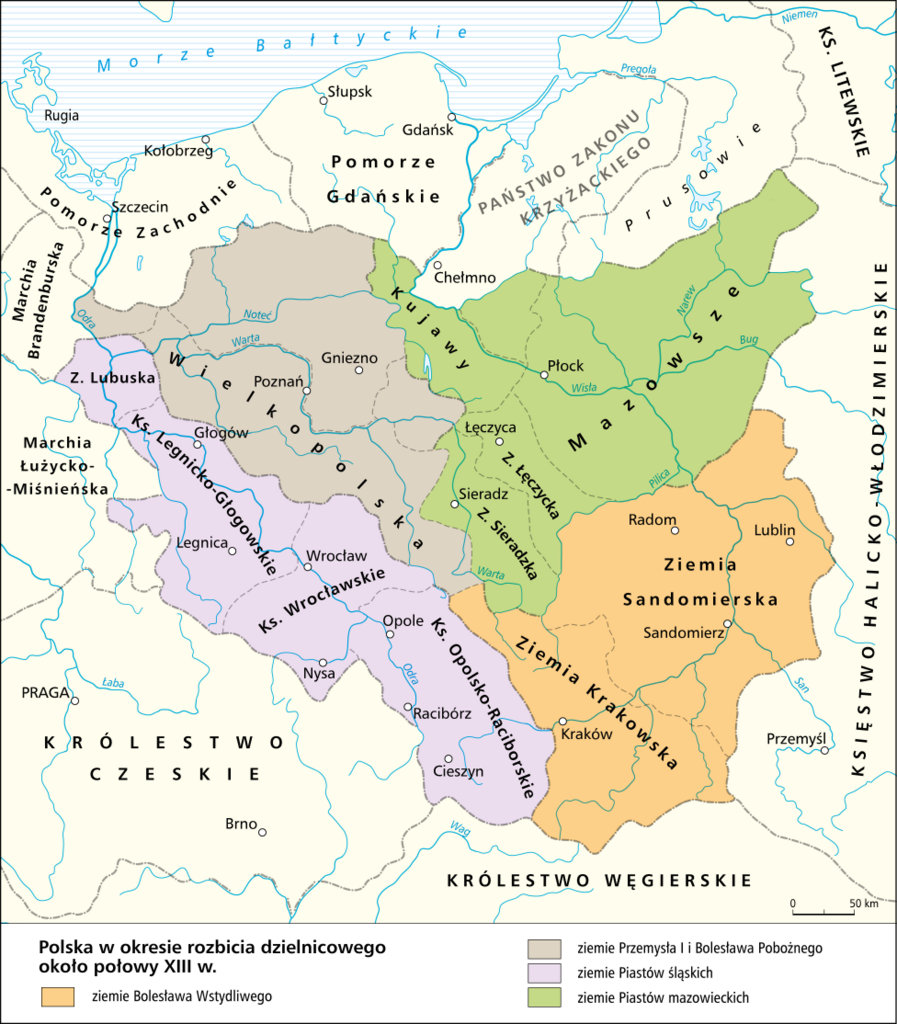 Morze Bałtyckie
Niemen
KS. LITEWSKIE
Pregoła
Słupsk
Rugia
Gdańsk
Kołobrzeg
Pomorze
Gdańskie
PAŃSTWO ZAKONU
KRZYŻACKIEGO
Prusowie
Szczecin
Pomorze Zachodnie
Marchia
Brandenburska
Chełmno
Odra
Noteć
Kujawy
Narew
Mazowsze
Warta
Gniezno
Płock
Bug
Wisła
Z. Lubuska
Poznań
Wielkopolska
KSIĘSTWO HALICKO-WŁODZIMIERSKIE
Marchia
Łużycko-
-Miśnieńska
Głogów
Ks. Legnicko-Głogowskie
Łęczyca
Z. Łęczycka
Pilica
Sieradz
Z. Sieradzka
Radom
Lublin
Legnica
Wrocław
Ks. Wrocławskie
Warta
Ziemia
Sandomierska
Opole
Sandomierz
Ks. Opolsko-Raciborskie
Ziemia Krakowska
Nysa
Odra
San
PRAGA
Łaba
Racibórz
Kraków
Przemyśl
KRÓLESTWO
CZESKIE
Cieszyn
Brno
Wag
KRÓLESTWO WĘGIERSKIE
0 50 km
Polska w okresie rozbicia dzielnicowego
około połowy XIII w.
ziemie Bolesława Wstydliwego
ziemie Przemysła I i Bolesława Pobożnego
ziemie Piastów śląskich
ziemie Piastów mazowieckich